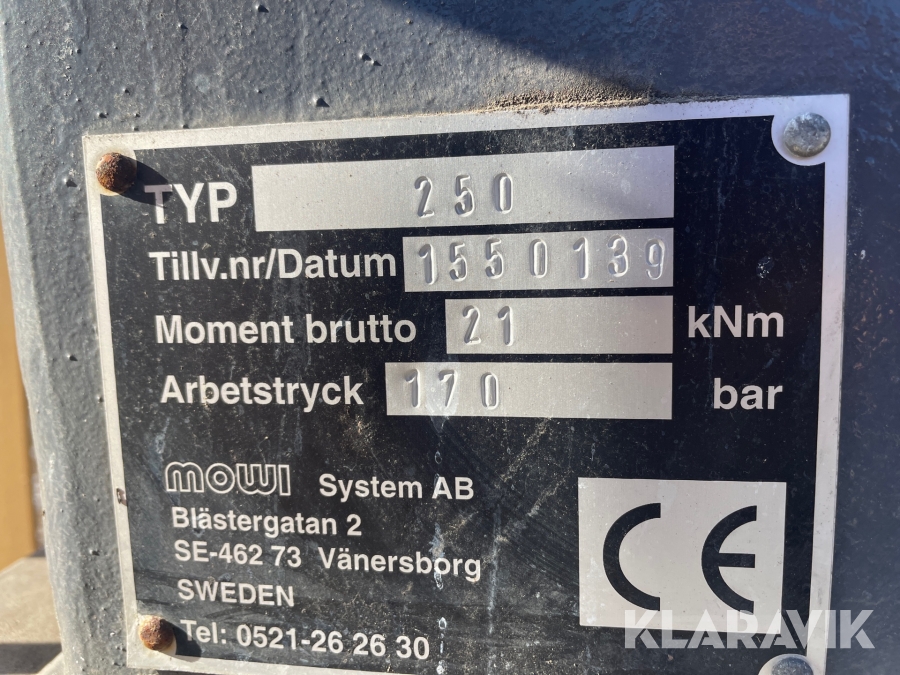 TYP 250
Tillv.nr/Datum 1550139
Moment brutto 21 kNm
Arbetstryck 170 bar
mowi System AB
Blästergatan 2
SE-462 73 Vänersborg
SWEDEN
Tel: 0521-26 26 30
CE
KLARAVIK